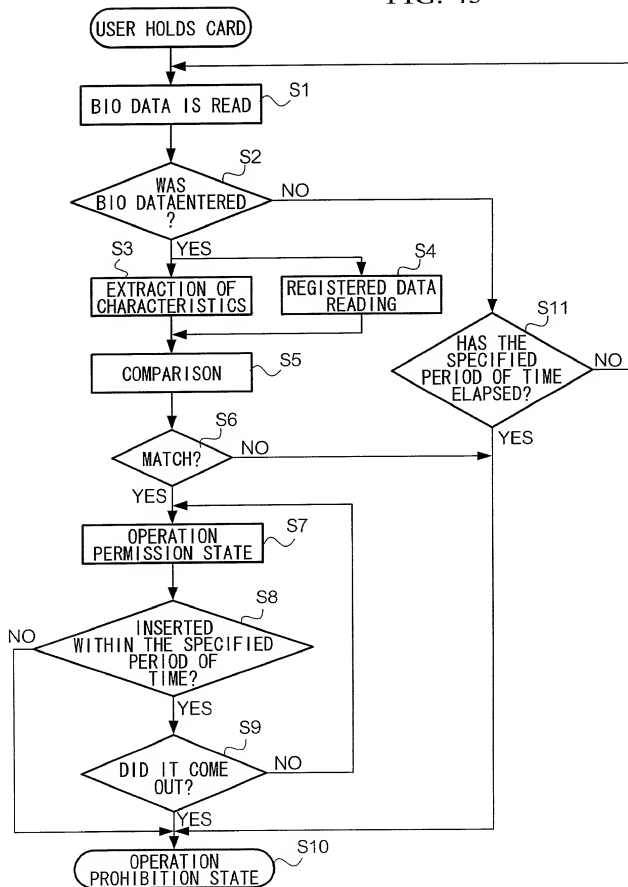 USER HOLDS CARD
S1
BIO DATA IS READ
S2
WAS
BIO DATAENTERED
?
NO
YES
S3
EXTRACTION OF
CHARACTERISTICS
S4
REGISTERED DATA
READING
S11
HAS THE
SPECIFIED
PERIOD OF TIME
ELAPSED?
NO
YES
S5
COMPARISON
S6
MATCH?
NO
YES
S7
OPERATION
PERMISSION STATE
S8
NO
INSERTED
WITHIN THE SPECIFIED
PERIOD OF
TIME?
YES
S9
DID IT COME
OUT?
NO
YES
S10
OPERATION
PROHIBITION STATE